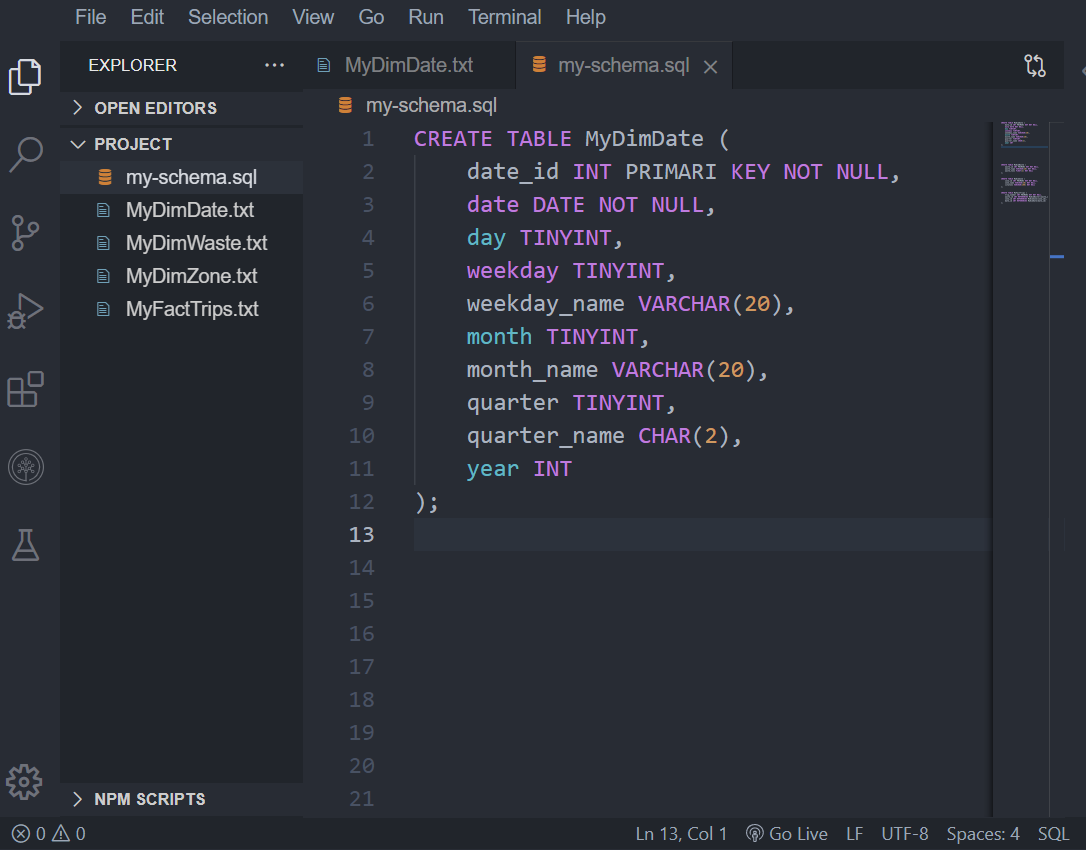 File Edit Selection View Go Run Terminal Help
EXPLORER ···
MyDimDate.txt
my-schema.sql
OPEN EDITORS
PROJECT
my-schema.sql
MyDimDate.txt
MyDimWaste.txt
MyDimZone.txt
MyFactTrips.txt
NPM SCRIPTS
my-schema.sql
1 CREATE TABLE MyDimDate (
2 date_id INT PRIMARI KEY NOT NULL,
3 date DATE NOT NULL,
4 day TINYINT,
5 weekday TINYINT,
6 weekday_name VARCHAR(20),
7 month TINYINT,
8 month_name VARCHAR(20),
9 quarter TINYINT,
10 quarter_name CHAR(2),
11 year INT
12 );
13
14
15
16
17
18
19
20
21
0 0 Ln 13, Col 1 Go Live LF UTF-8 Spaces: 4 SQL